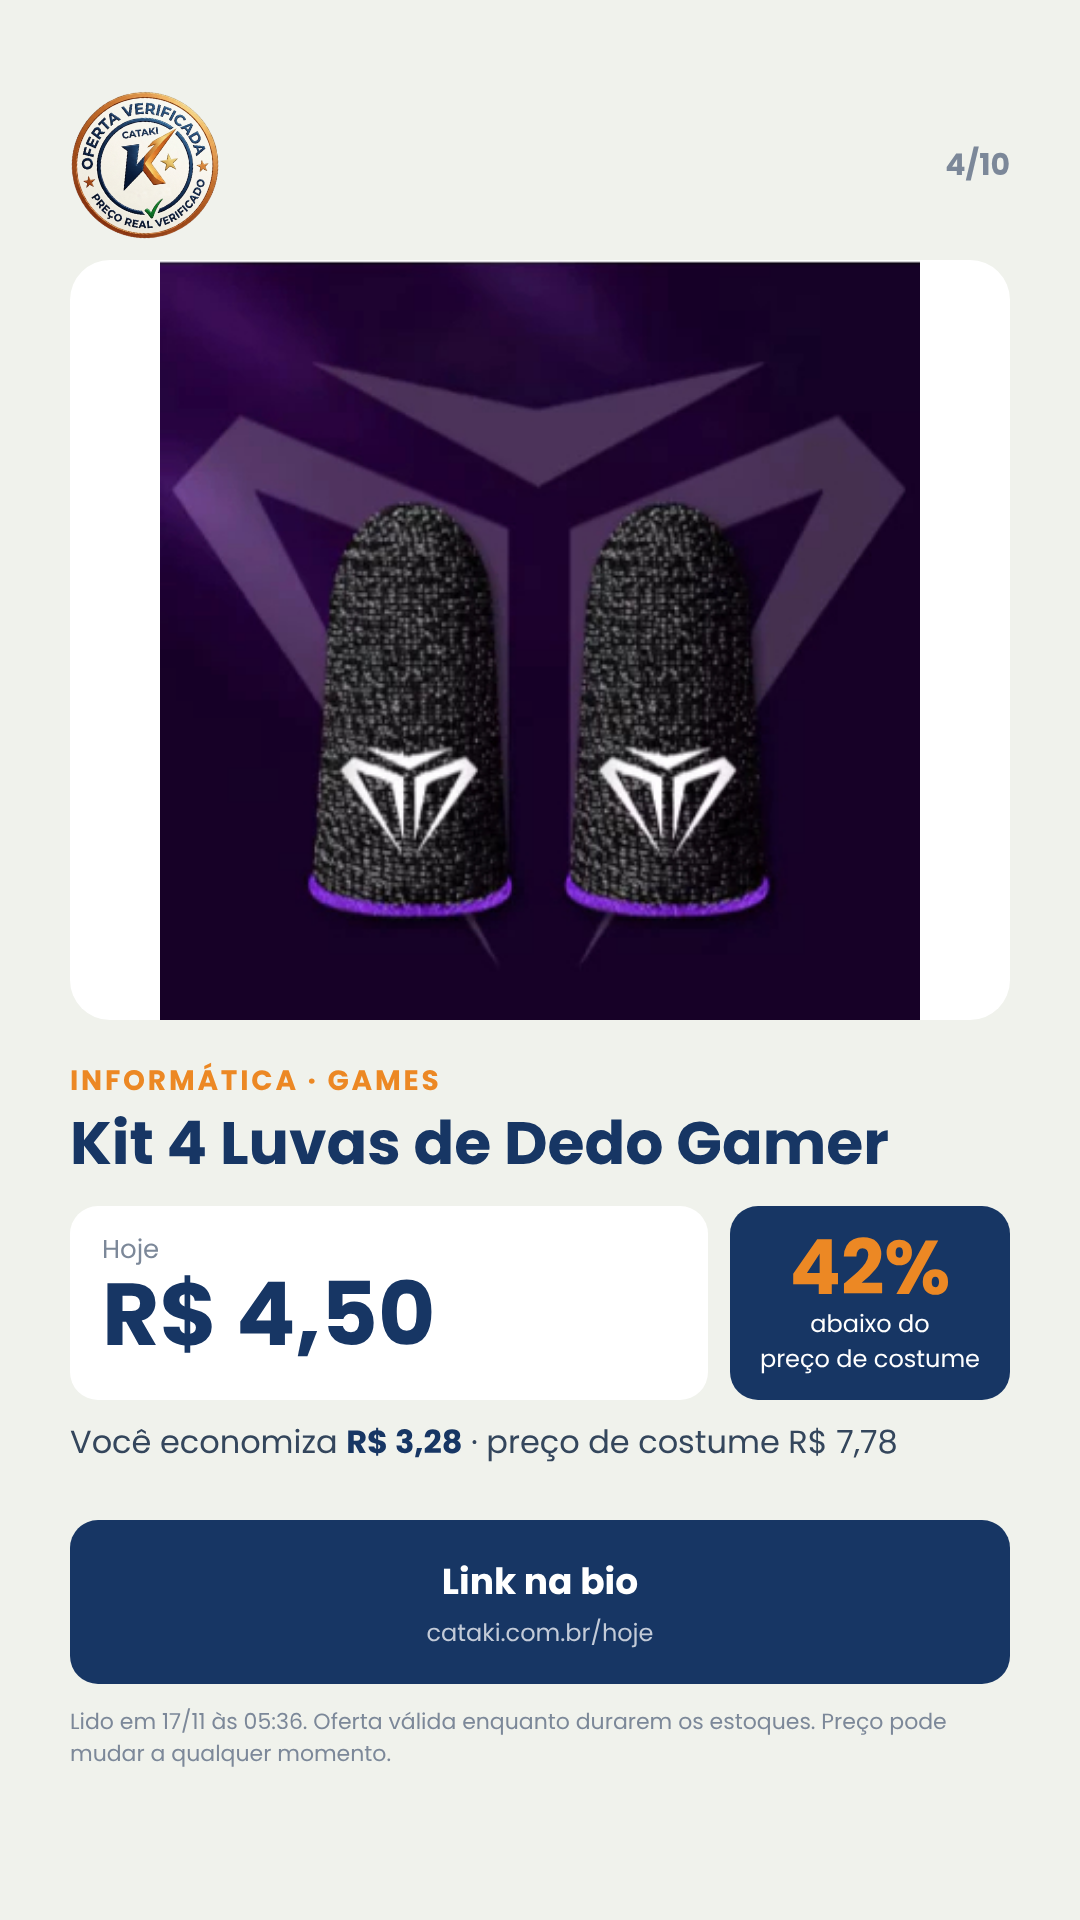 OFERTA VERIFICADA
CATAKI
K
PREÇO REAL VERIFICADO
4/10
INFORMÁTICA · GAMES
Kit 4 Luvas de Dedo Gamer
Hoje
R$ 4,50
42%
abaixo do
preço de costume
Você economiza R$ 3,28 · preço de costume R$ 7,78
Link na bio
cataki.com.br/hoje
Lido em 17/11 às 05:36. Oferta válida enquanto durarem os estoques. Preço pode
mudar a qualquer momento.